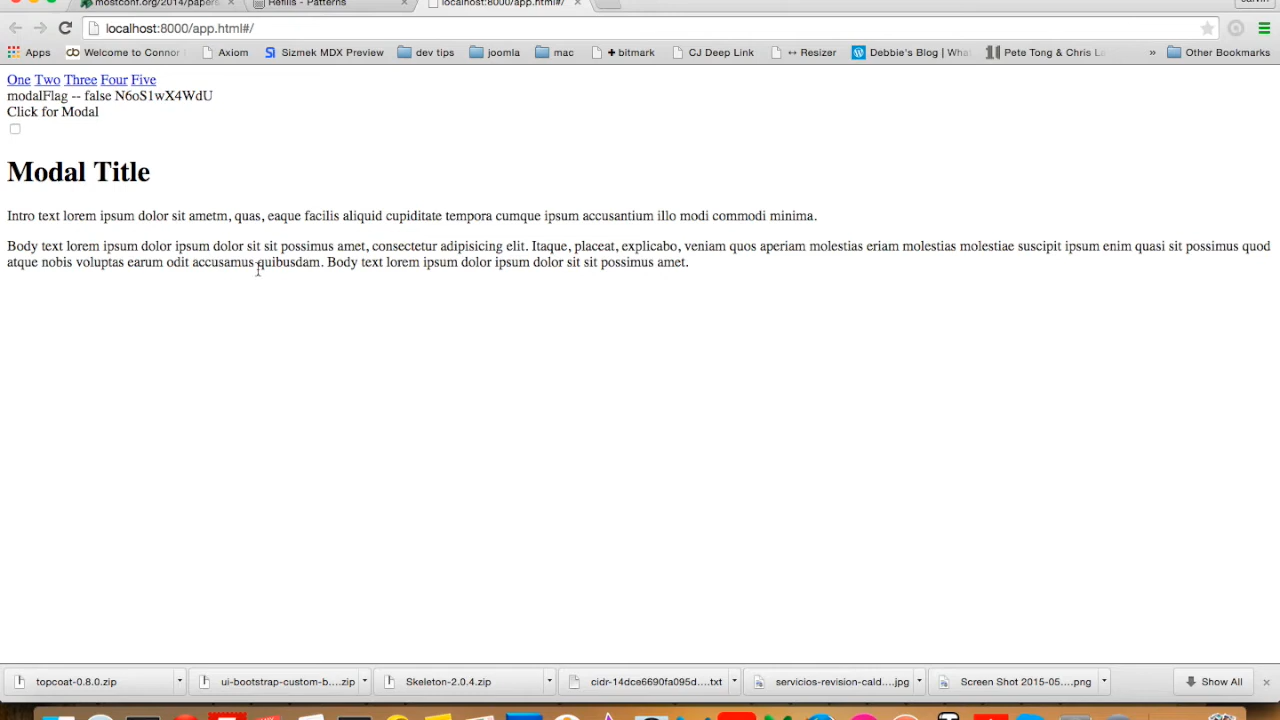 mostconf.org/2014/papers
Refills - Patterns
localhost:8000/app.html#/
localhost:8000/app.html#/
Apps Welcome to Connor Axiom Sizmek MDX Preview dev tips joomla mac + bitmark CJ Deep Link ↔ Resizer Debbie's Blog | Wha Pete Tong & Chris La » Other Bookmarks
One Two Three Four Five
modalFlag -- false N6oS1wX4WdU
Click for Modal
Modal Title
Intro text lorem ipsum dolor sit ametm, quas, eaque facilis aliquid cupiditate tempora cumque ipsum accusantium illo modi commodi minima.
Body text lorem ipsum dolor ipsum dolor sit sit possimus amet, consectetur adipisicing elit. Itaque, placeat, explicabo, veniam quos aperiam molestias eriam molestias molestiae suscipit ipsum enim quasi sit possimus quod
atque nobis voluptas earum odit accusamus quibusdam. Body text lorem ipsum dolor ipsum dolor sit sit possimus amet.
topcoat-0.8.0.zip ui-bootstrap-custom-b....zip Skeleton-2.0.4.zip cidr-14dce6690fa095d....txt servicios-revision-cald....jpg Screen Shot 2015-05....png Show All